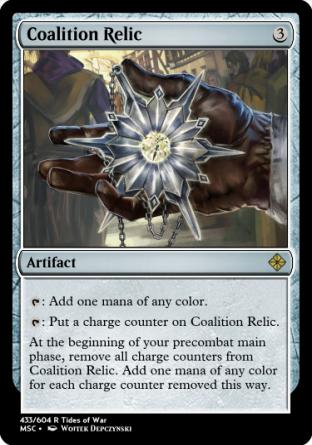 Coalition Relic 3
Artifact
: Add one mana of any color.
: Put a charge counter on Coalition Relic.
At the beginning of your precombat main
phase, remove all charge counters from
Coalition Relic. Add one mana of any color
for each charge counter removed this way.
433/604 R Tides of War
MSC • Wojtek Depczynski